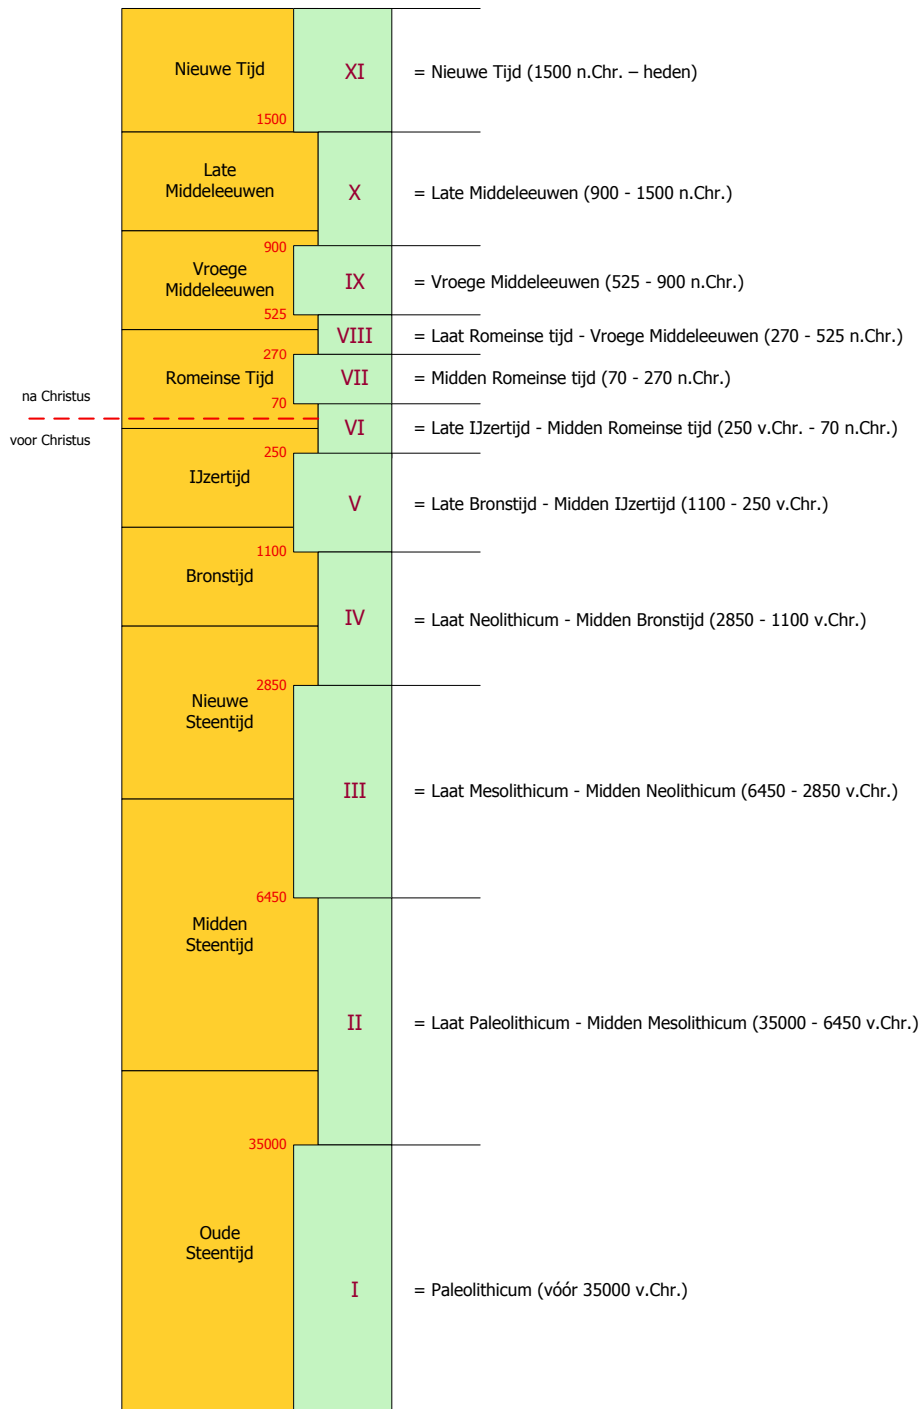 Nieuwe Tijd
XI
= Nieuwe Tijd (1500 n.Chr. – heden)
1500
Late
Middeleeuwen
X
= Late Middeleeuwen (900 - 1500 n.Chr.)
900
Vroege
Middeleeuwen
IX
= Vroege Middeleeuwen (525 - 900 n.Chr.)
525
VIII
= Laat Romeinse tijd - Vroege Middeleeuwen (270 - 525 n.Chr.)
270
Romeinse Tijd
VII
= Midden Romeinse tijd (70 - 270 n.Chr.)
na Christus
70
voor Christus
VI
= Late IJzertijd - Midden Romeinse tijd (250 v.Chr. - 70 n.Chr.)
250
IJzertijd
V
= Late Bronstijd - Midden IJzertijd (1100 - 250 v.Chr.)
1100
Bronstijd
IV
= Laat Neolithicum - Midden Bronstijd (2850 - 1100 v.Chr.)
2850
Nieuwe
Steentijd
III
= Laat Mesolithicum - Midden Neolithicum (6450 - 2850 v.Chr.)
6450
Midden
Steentijd
II
= Laat Paleolithicum - Midden Mesolithicum (35000 - 6450 v.Chr.)
35000
Oude
Steentijd
I
= Paleolithicum (vóór 35000 v.Chr.)